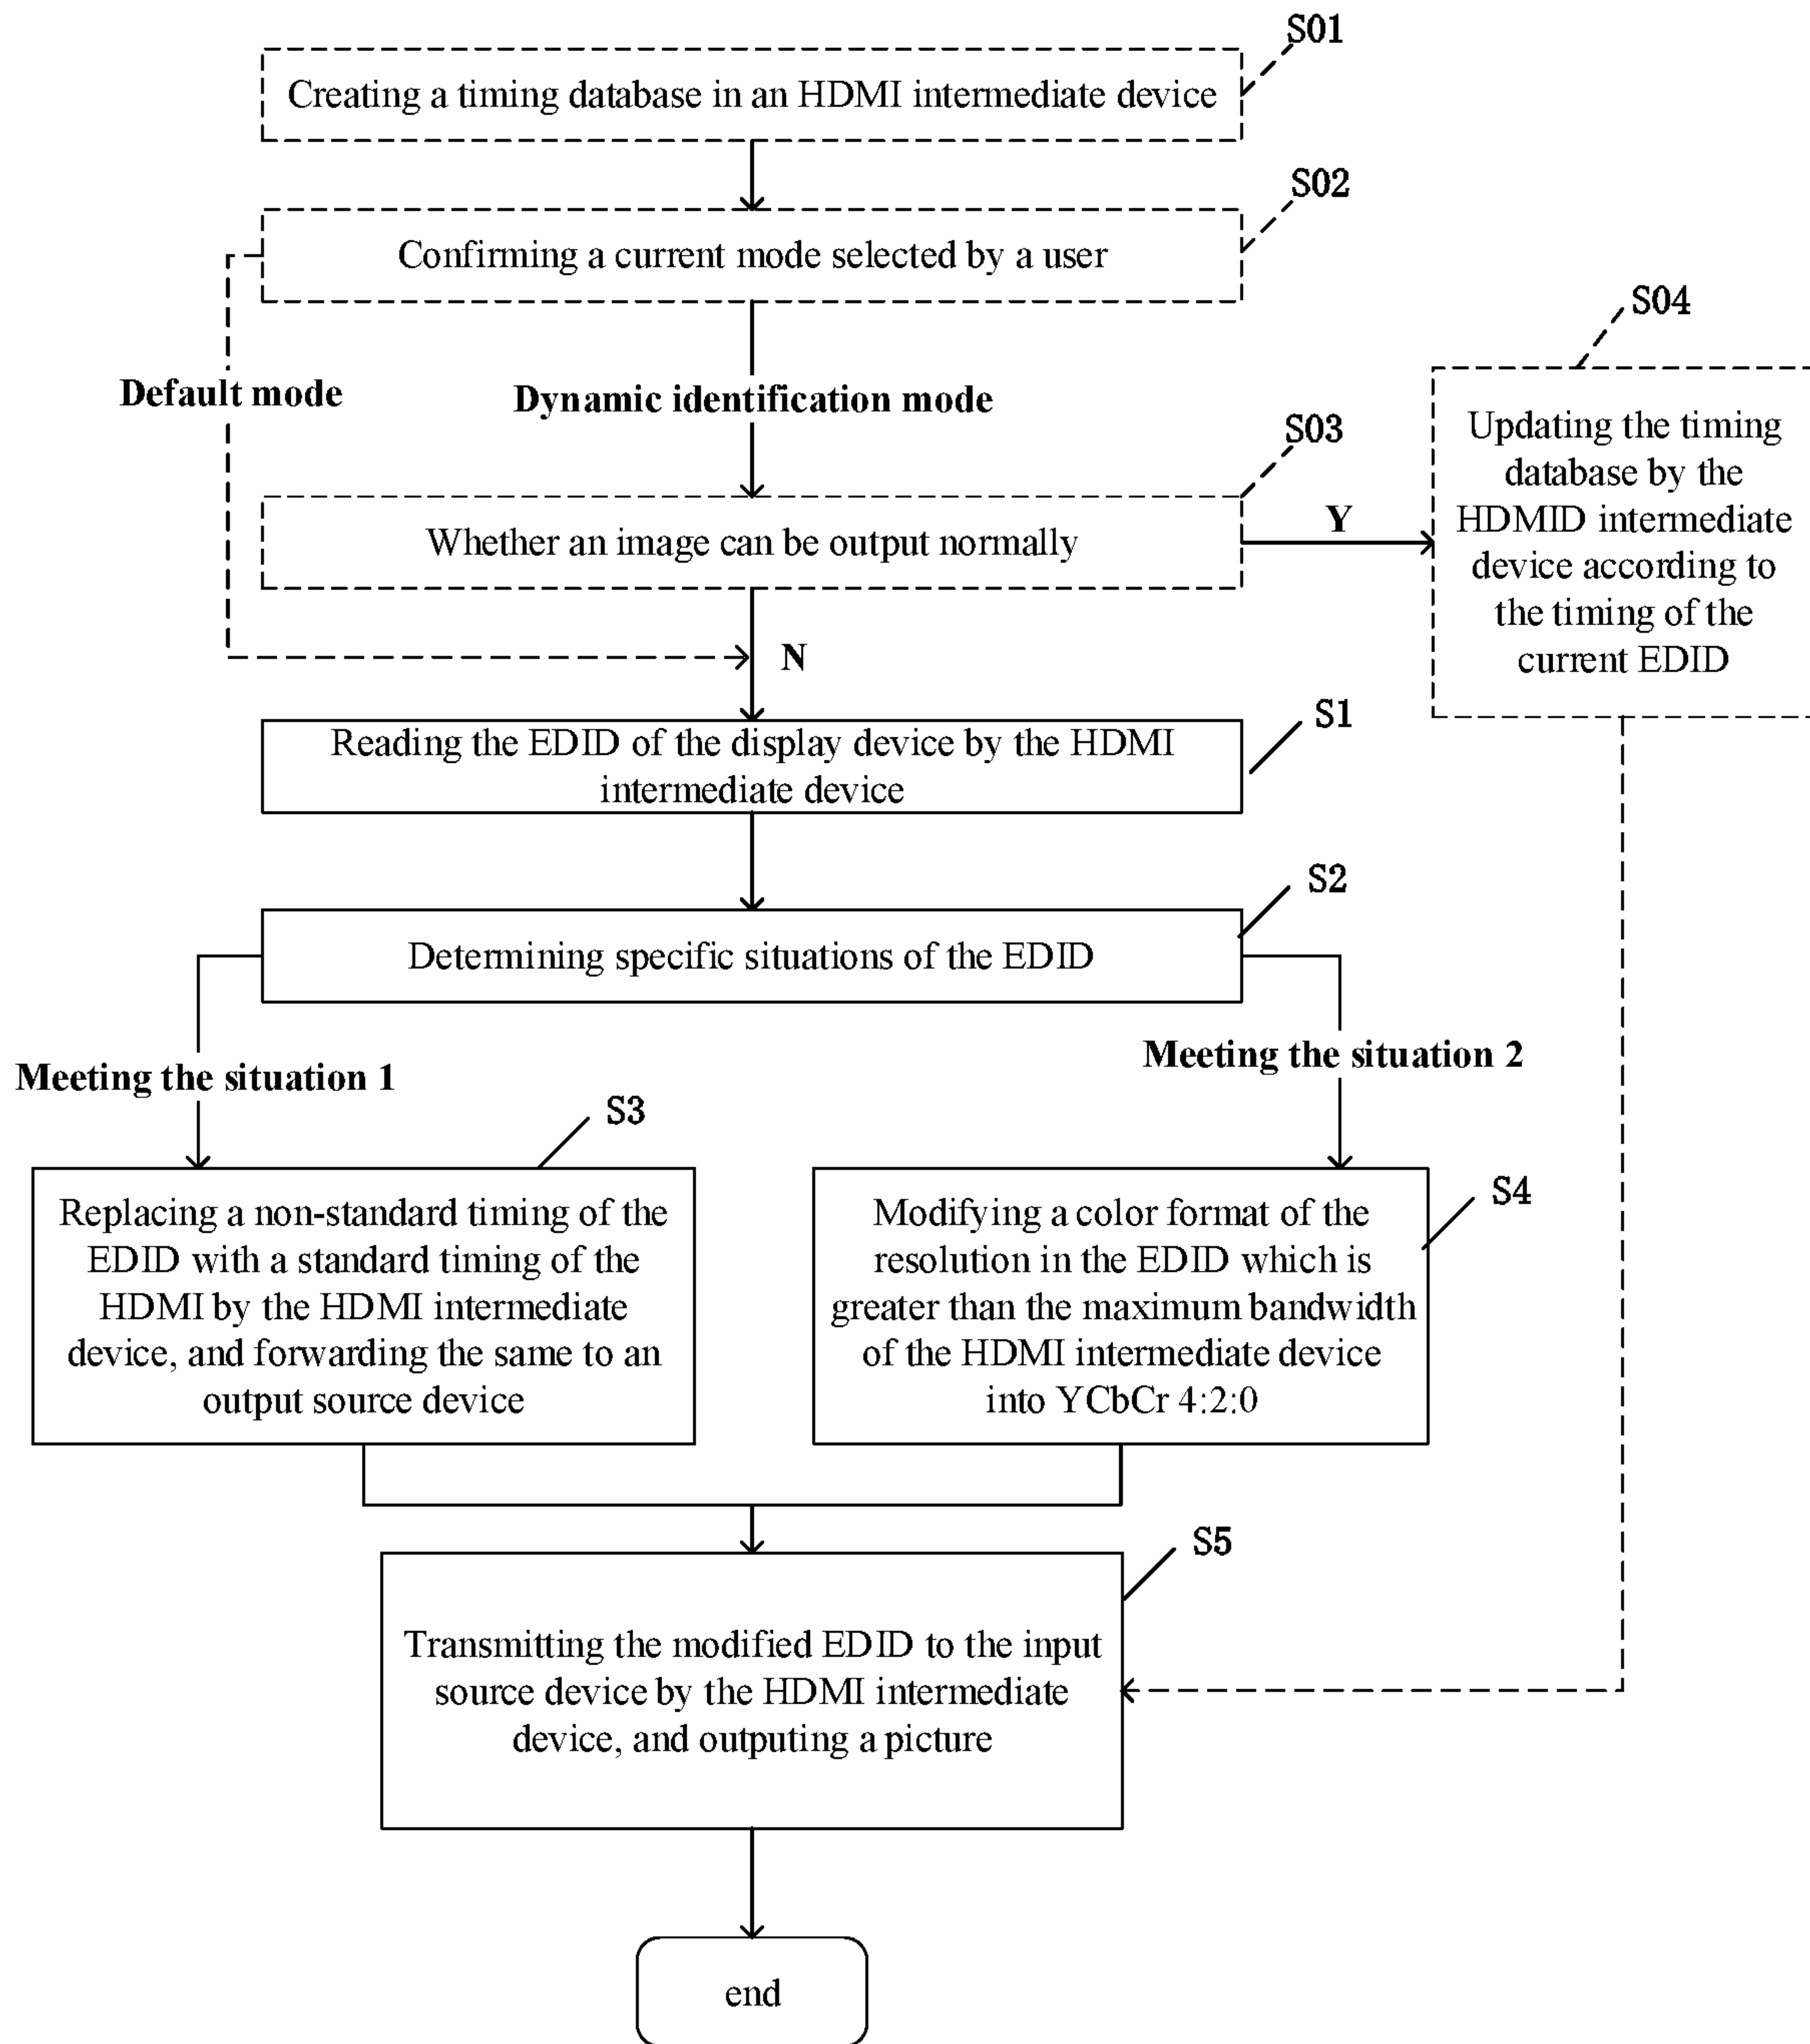 S01
Creating a timing database in an HDMI intermediate device
S02
Confirming a current mode selected by a user
S04
Default mode
Dynamic identification mode
Updating the timing
database by the
HDMID intermediate
device according to
the timing of the
current EDID
S03
Whether an image can be output normally
Y
N
S1
Reading the EDID of the display device by the HDMI
intermediate device
S2
Determining specific situations of the EDID
Meeting the situation 1
Meeting the situation 2
S3
Replacing a non-standard timing of the
EDID with a standard timing of the
HDMI by the HDMI intermediate
device, and forwarding the same to an
output source device
S4
Modifying a color format of the
resolution in the EDID which is
greater than the maximum bandwidth
of the HDMI intermediate device
into YCbCr 4:2:0
S5
Transmitting the modified EDID to the input
source device by the HDMI intermediate
device, and outputing a picture
end